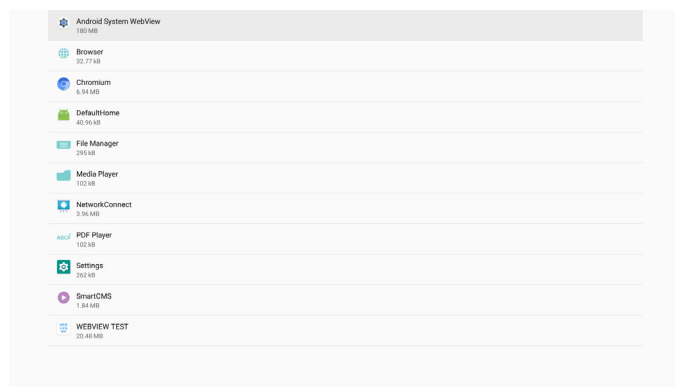 Android System WebView
180 MB
Browser
32.77 kB
Chromium
6.94 MB
DefaultHome
40.96 kB
File Manager
295 kB
Media Player
102 kB
NetworkConnect
3.96 MB
PDF Player
102 kB
Settings
262 kB
SmartCMS
1.84 MB
WEBVIEW TEST
20.48 MB